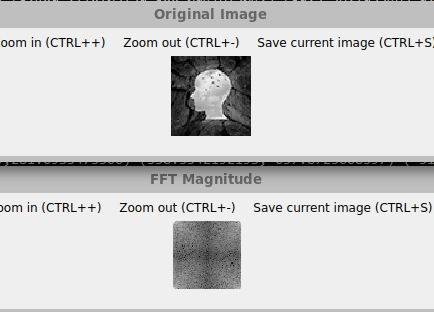 Original Image
oom in (CTRL++) Zoom out (CTRL+-) Save current image (CTRL+S)
FFT Magnitude
oom in (CTRL++) Zoom out (CTRL+-) Save current image (CTRL+S)